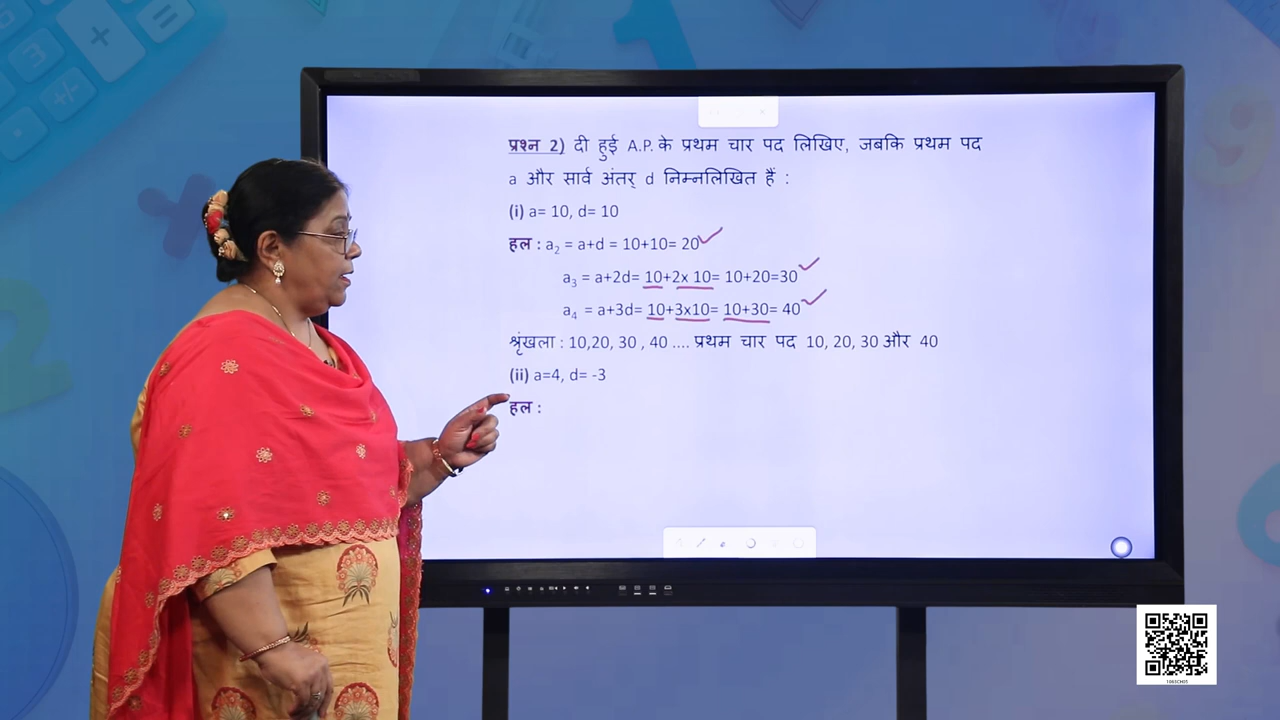 प्रश्न 2) दी हुई A.P. के प्रथम चार पद लिखिए, जबकि प्रथम पद
a और सार्व अंतर् d निम्नलिखित हैं :
(i) a= 10, d= 10
हल : a₂ = a+d = 10+10= 20
a₃ = a+2d= 10+2x 10= 10+20=30
a₄ = a+3d= 10+3x10= 10+30= 40
श्रृंखला : 10,20, 30 , 40 .... प्रथम चार पद 10, 20, 30 और 40
(ii) a=4, d= -3
हल :
1063CH05